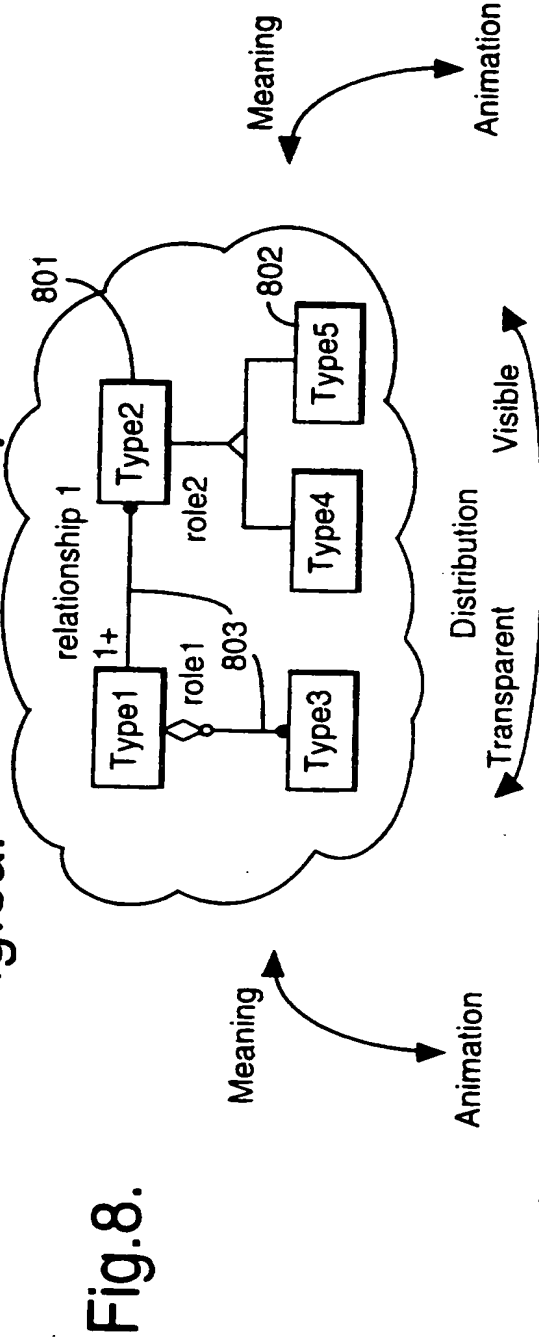 Fig.8.
relationship 1
1+
Type1
Type2
801
role1
role2
803
Type3
Type4
Type5
802
Meaning
Animation
Meaning
Animation
Distribution
Transparent
Visible